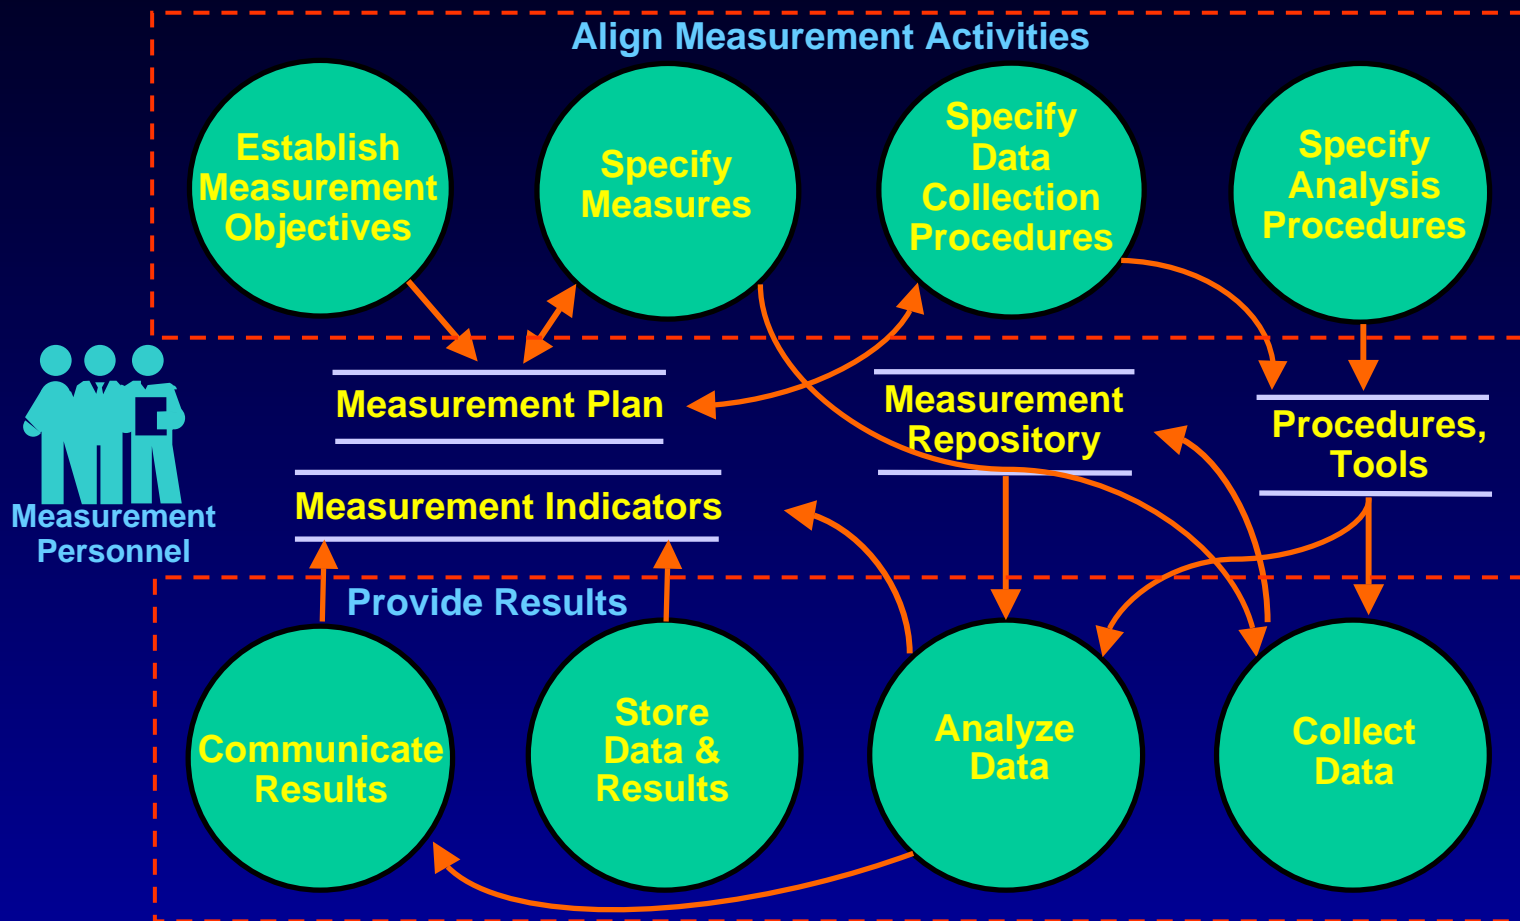 Align Measurement Activities
Establish
Measurement
Objectives
Specify
Measures
Specify
Data
Collection
Procedures
Specify
Analysis
Procedures
Measurement Plan
Measurement
Repository
Procedures,
Tools
Measurement Indicators
Measurement
Personnel
Provide Results
Communicate
Results
Store
Data &
Results
Analyze
Data
Collect
Data